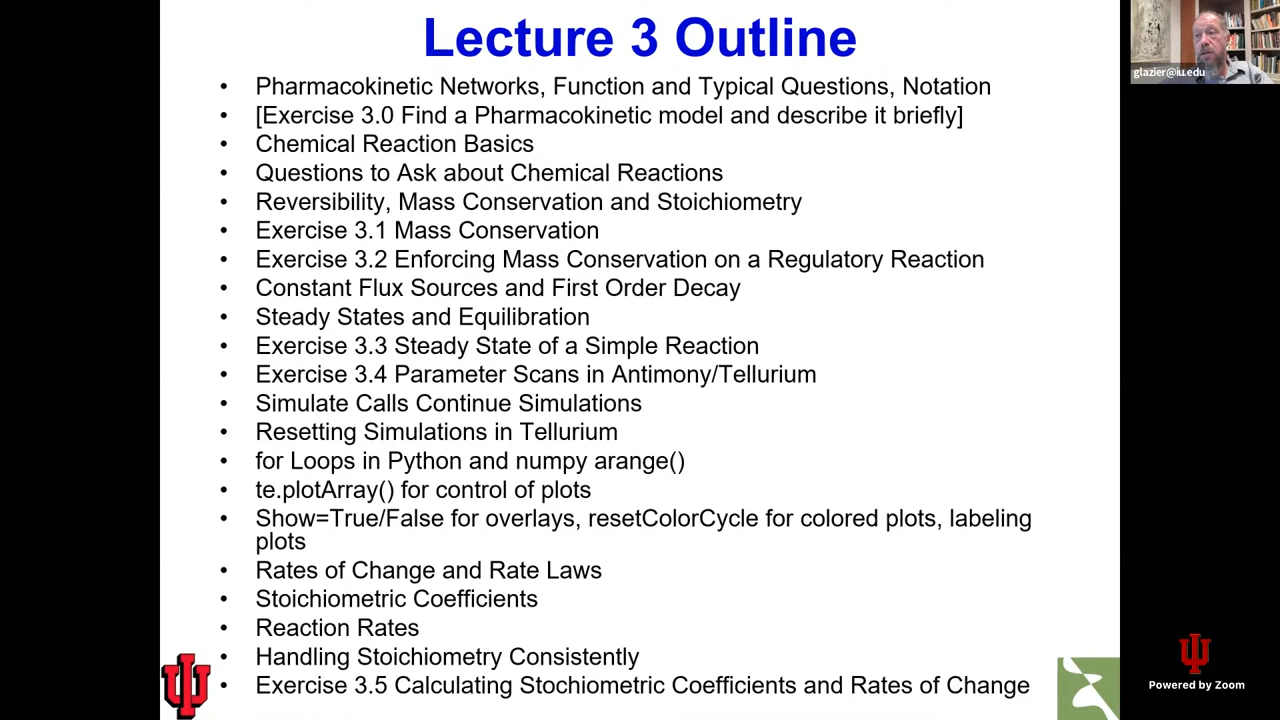 Lecture 3 Outline
glazier@iu.edu
• Pharmacokinetic Networks, Function and Typical Questions, Notation
• [Exercise 3.0 Find a Pharmacokinetic model and describe it briefly]
• Chemical Reaction Basics
• Questions to Ask about Chemical Reactions
• Reversibility, Mass Conservation and Stoichiometry
• Exercise 3.1 Mass Conservation
• Exercise 3.2 Enforcing Mass Conservation on a Regulatory Reaction
• Constant Flux Sources and First Order Decay
• Steady States and Equilibration
• Exercise 3.3 Steady State of a Simple Reaction
• Exercise 3.4 Parameter Scans in Antimony/Tellurium
• Simulate Calls Continue Simulations
• Resetting Simulations in Tellurium
• for Loops in Python and numpy arange()
• te.plotArray() for control of plots
• Show=True/False for overlays, resetColorCycle for colored plots, labeling
plots
• Rates of Change and Rate Laws
• Stoichiometric Coefficients
• Reaction Rates
• Handling Stoichiometry Consistently
• Exercise 3.5 Calculating Stochiometric Coefficients and Rates of Change
Powered by Zoom